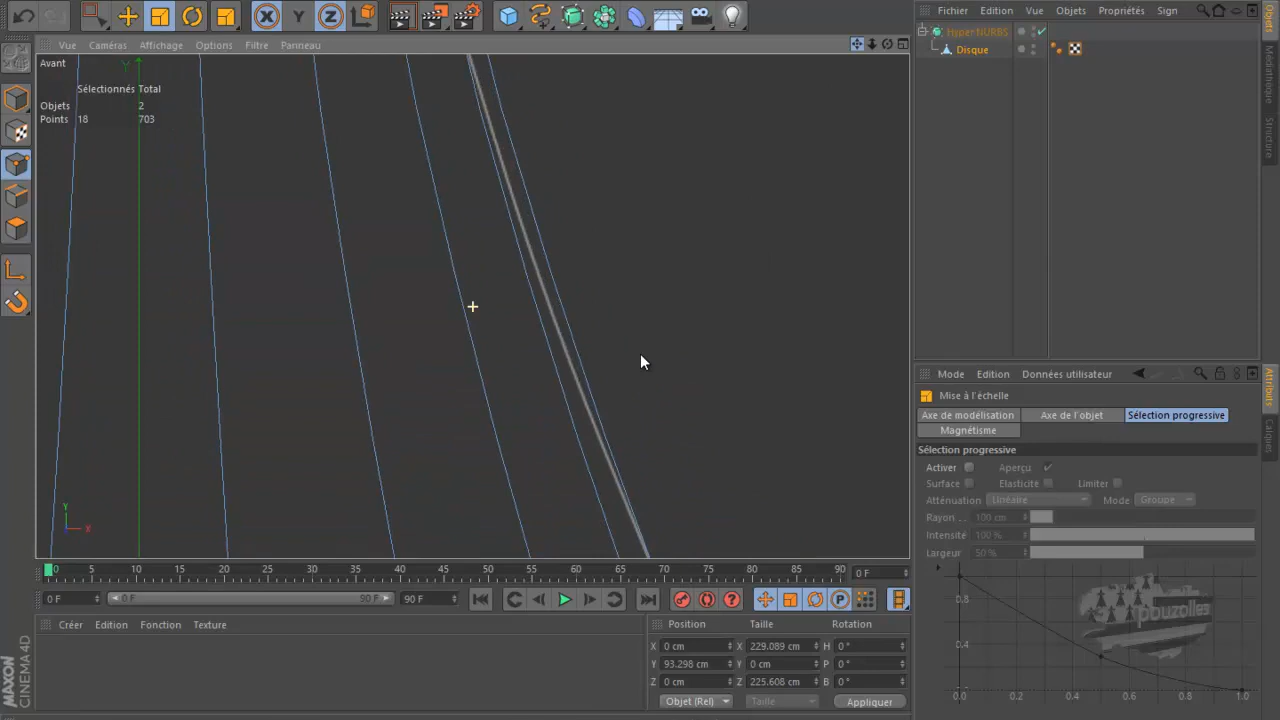 X Y Z
Fichier Edition Vue Objets Propriétés Sign
Vue Caméras Affichage Options Filtre Panneau
Hyper NURBS
Disque
Avant
Y
Sélectionnés Total
Objets 2
Points 18 703
Objets
Médiathèque
Structure
Mode Edition Données utilisateur
Mise à l'échelle
Axe de modélisation Axe de l'objet Sélection progressive
Magnétisme
Sélection progressive
Activer Aperçu
Surface Elasticité Limiter
Atténuation Linéaire Mode Groupe
Rayon . . 100 cm
Intensité 100 %
Largeur 50 %
Attributs
Calques
Y
X
0 5 10 15 20 25 30 35 40 45 50 55 60 65 70 75 80 85 90 0 F
0 F 0 F 90 F 90 F
P
0.8
0.4
0.0 0.2 0.4 0.6 0.8 1.0
pouzolles
Créer Edition Fonction Texture
Position Taille Rotation
X 0 cm X 229.089 cm H 0 °
Y 93.298 cm Y 0 cm P 0 °
Z 0 cm Z 225.608 cm B 0 °
Objet (Rel) Taille Appliquer
MAXON
CINEMA 4D